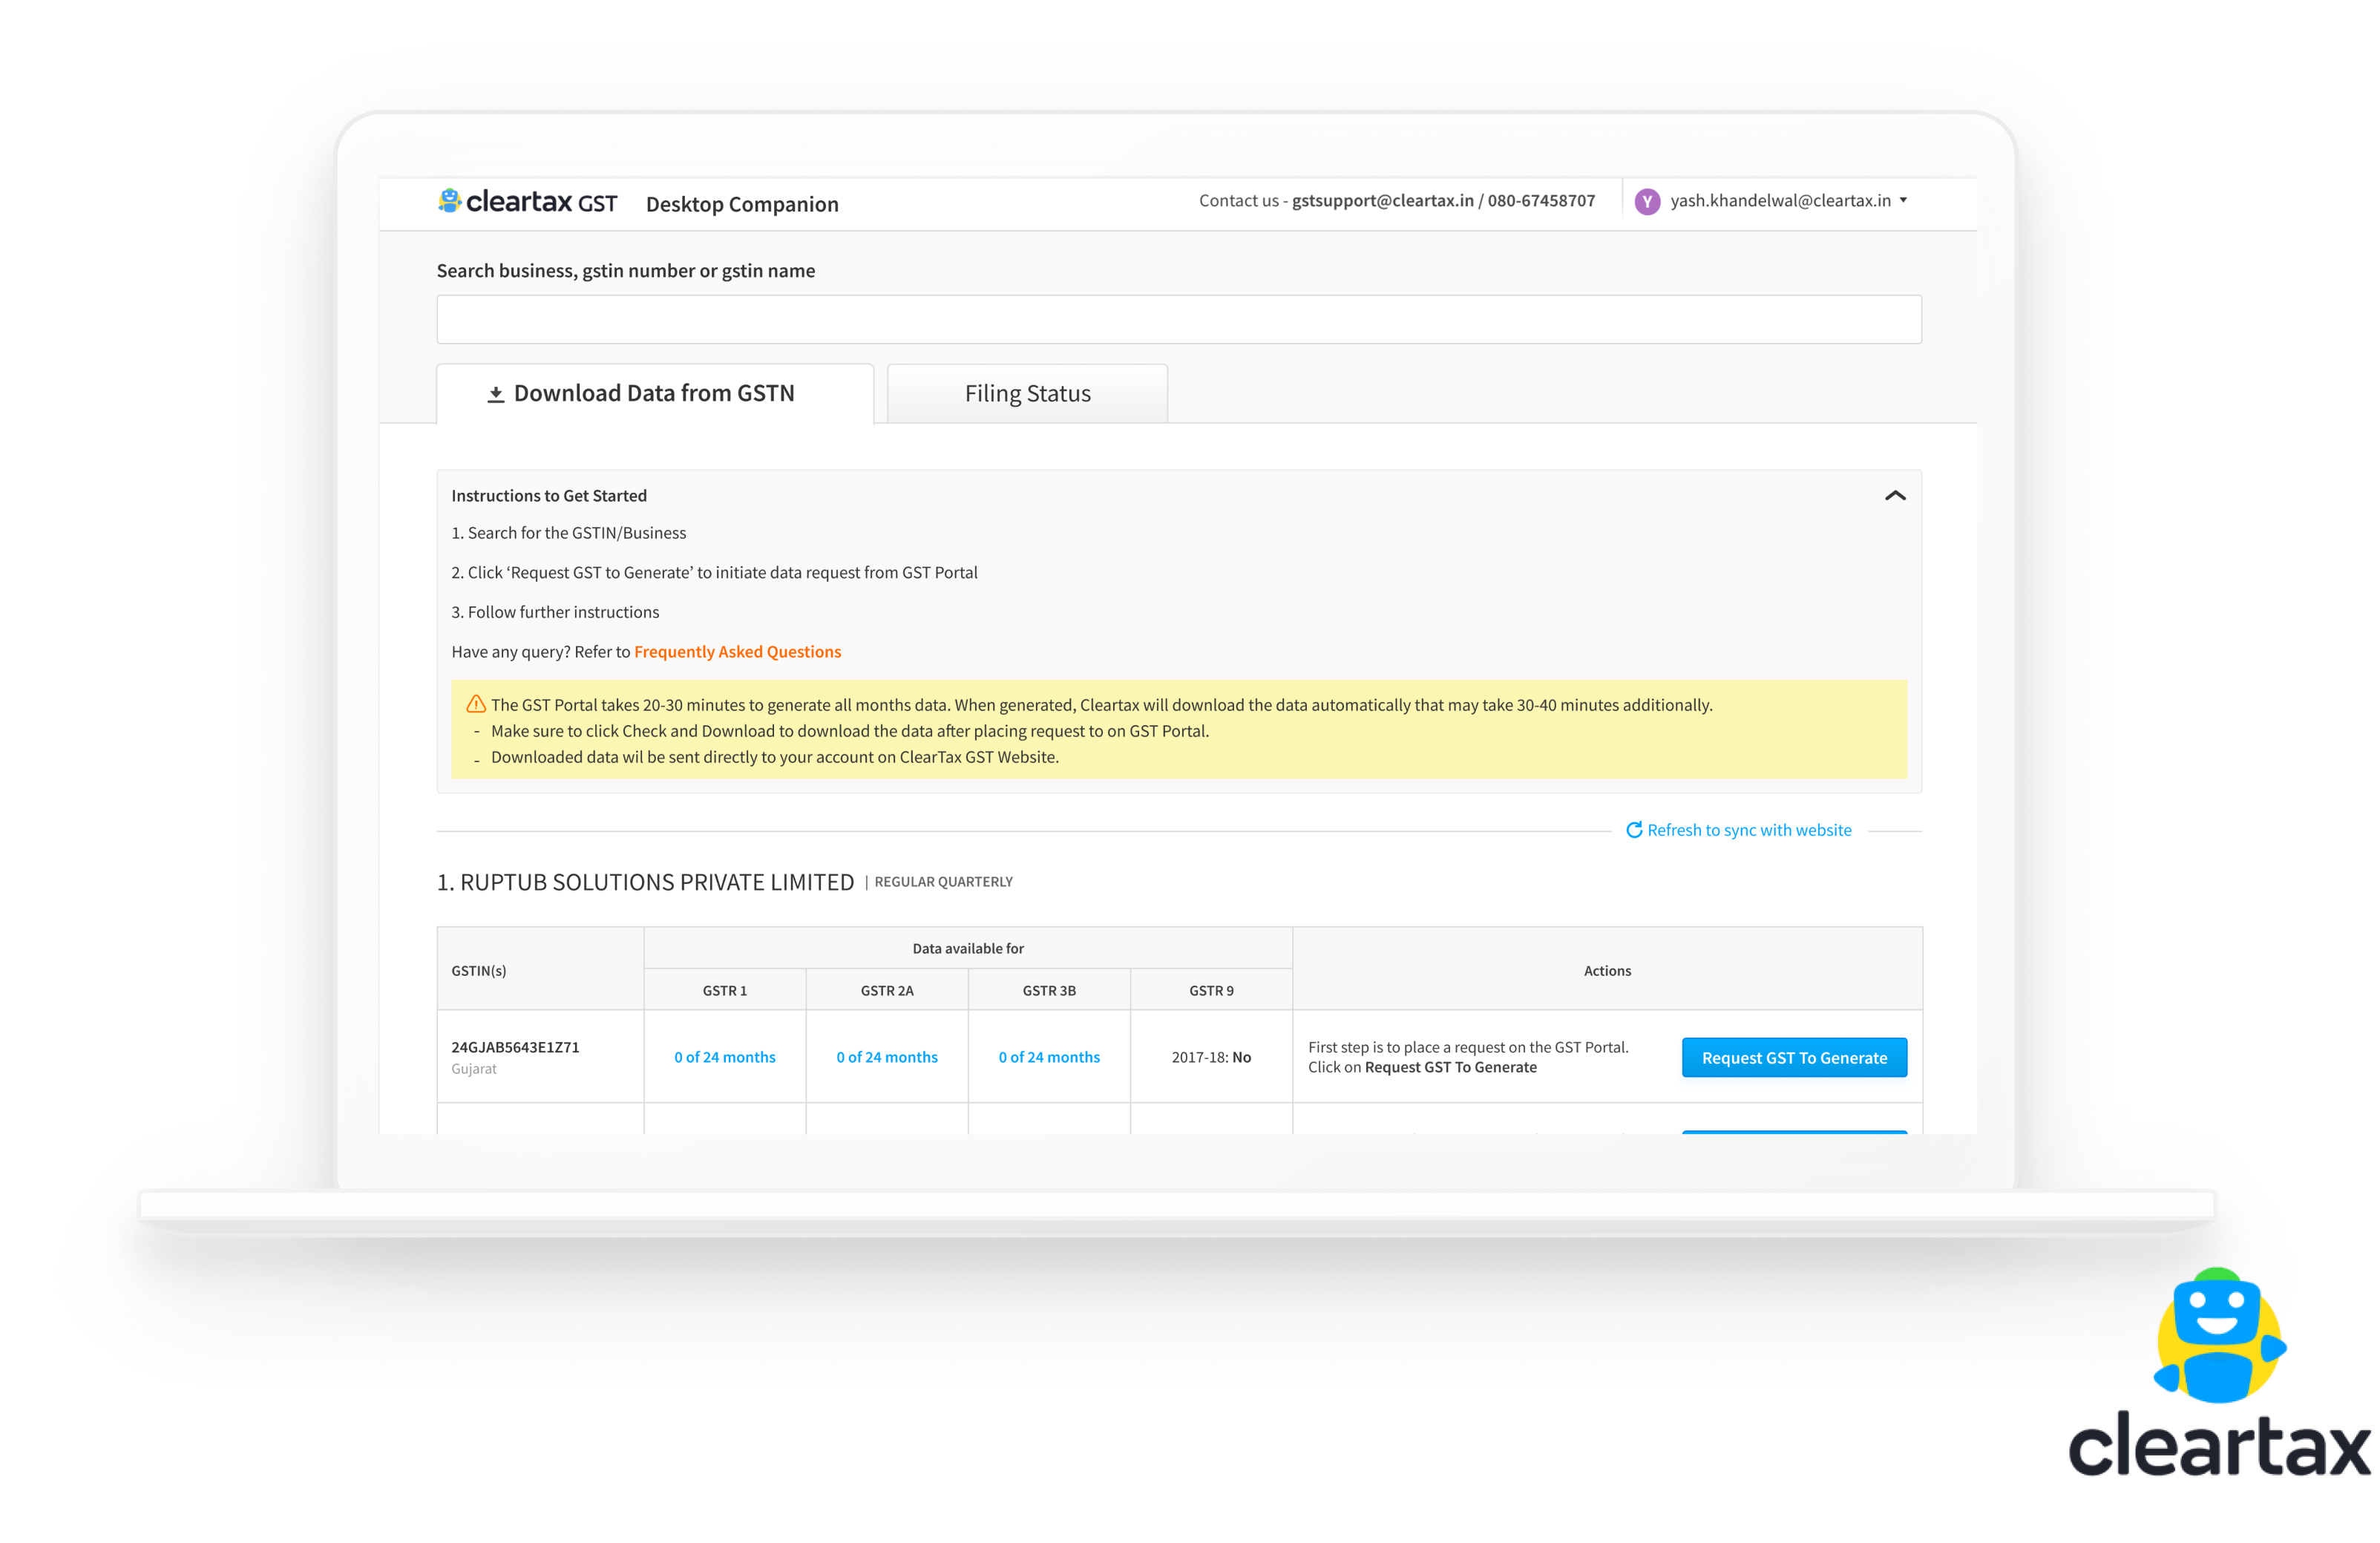 cleartax GST Desktop Companion
Contact us - gstsupport@cleartax.in / 080-67458707
Y yash.khandelwal@cleartax.in
Search business, gstin number or gstin name
Download Data from GSTN
Filing Status
Instructions to Get Started
1. Search for the GSTIN/Business
2. Click ‘Request GST to Generate’ to initiate data request from GST Portal
3. Follow further instructions
Have any query? Refer to Frequently Asked Questions
The GST Portal takes 20-30 minutes to generate all months data. When generated, Cleartax will download the data automatically that may take 30-40 minutes additionally.
- Make sure to click Check and Download to download the data after placing request to on GST Portal.
- Downloaded data wil be sent directly to your account on ClearTax GST Website.
Refresh to sync with website
1. RUPTUB SOLUTIONS PRIVATE LIMITED | REGULAR QUARTERLY
GSTIN(s)
Data available for
Actions
GSTR 1
GSTR 2A
GSTR 3B
GSTR 9
24GJAB5643E1Z71
Gujarat
0 of 24 months
0 of 24 months
0 of 24 months
2017-18: No
First step is to place a request on the GST Portal.
Click on Request GST To Generate
Request GST To Generate
cleartax